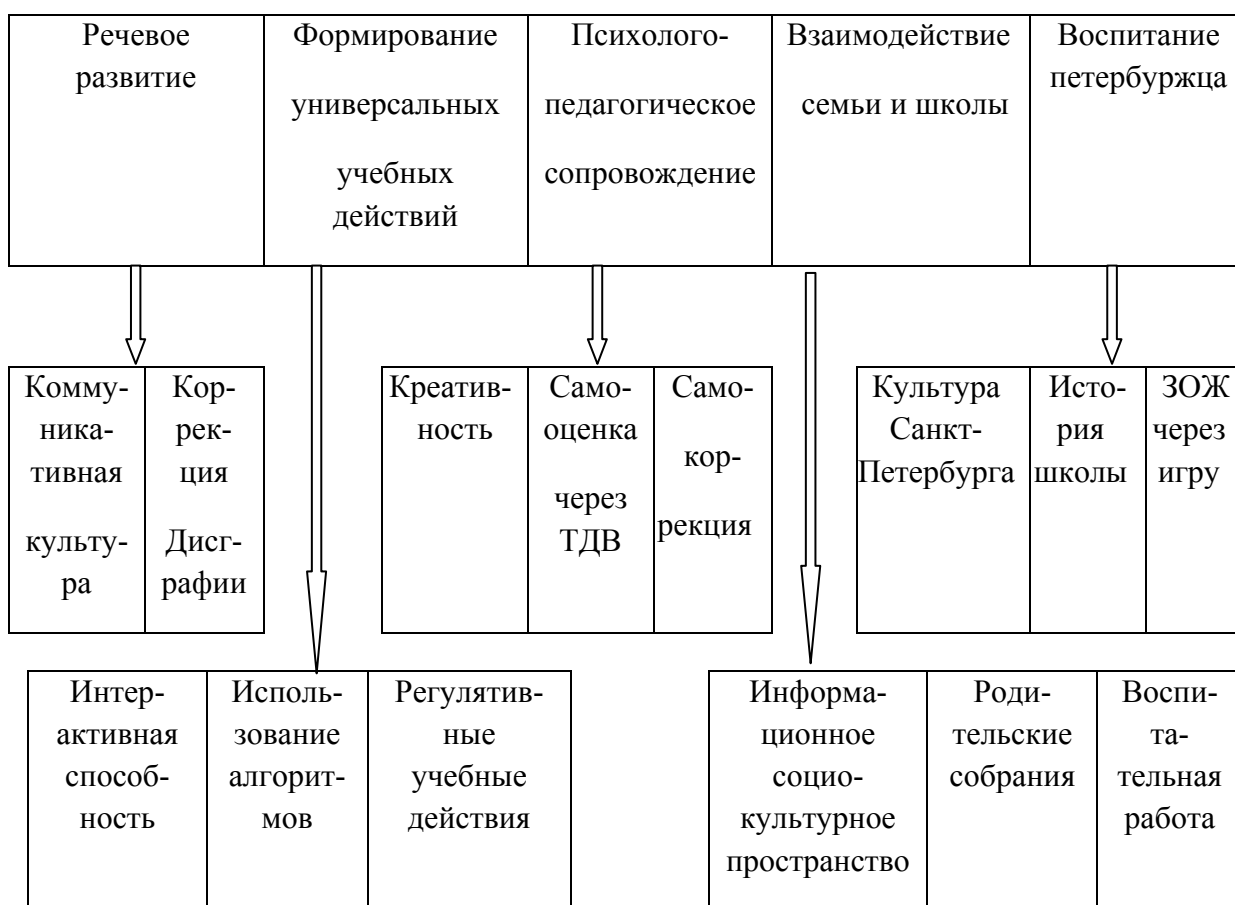 Речевое
развитие
Формирование
универсальных
учебных
действий
Психолого-
педагогическое
сопровождение
Взаимодействие
семьи и школы
Воспитание
петербуржца
Комму-
ника-
тивная
культу-
ра
Кор-
рек-
ция
Дисг-
рафии
Креатив-
ность
Само-
оценка
через
ТДВ
Само-
кор-
рекция
Культура
Санкт-
Петербурга
Исто-
рия
школы
ЗОЖ
через
игру
Интер-
активная
способ-
ность
Исполь-
зование
алгорит-
мов
Регулятив-
ные
учебные
действия
Информа-
ционное
социо-
культурное
пространство
Роди-
тельские
собрания
Воспи-
та-
тельная
работа